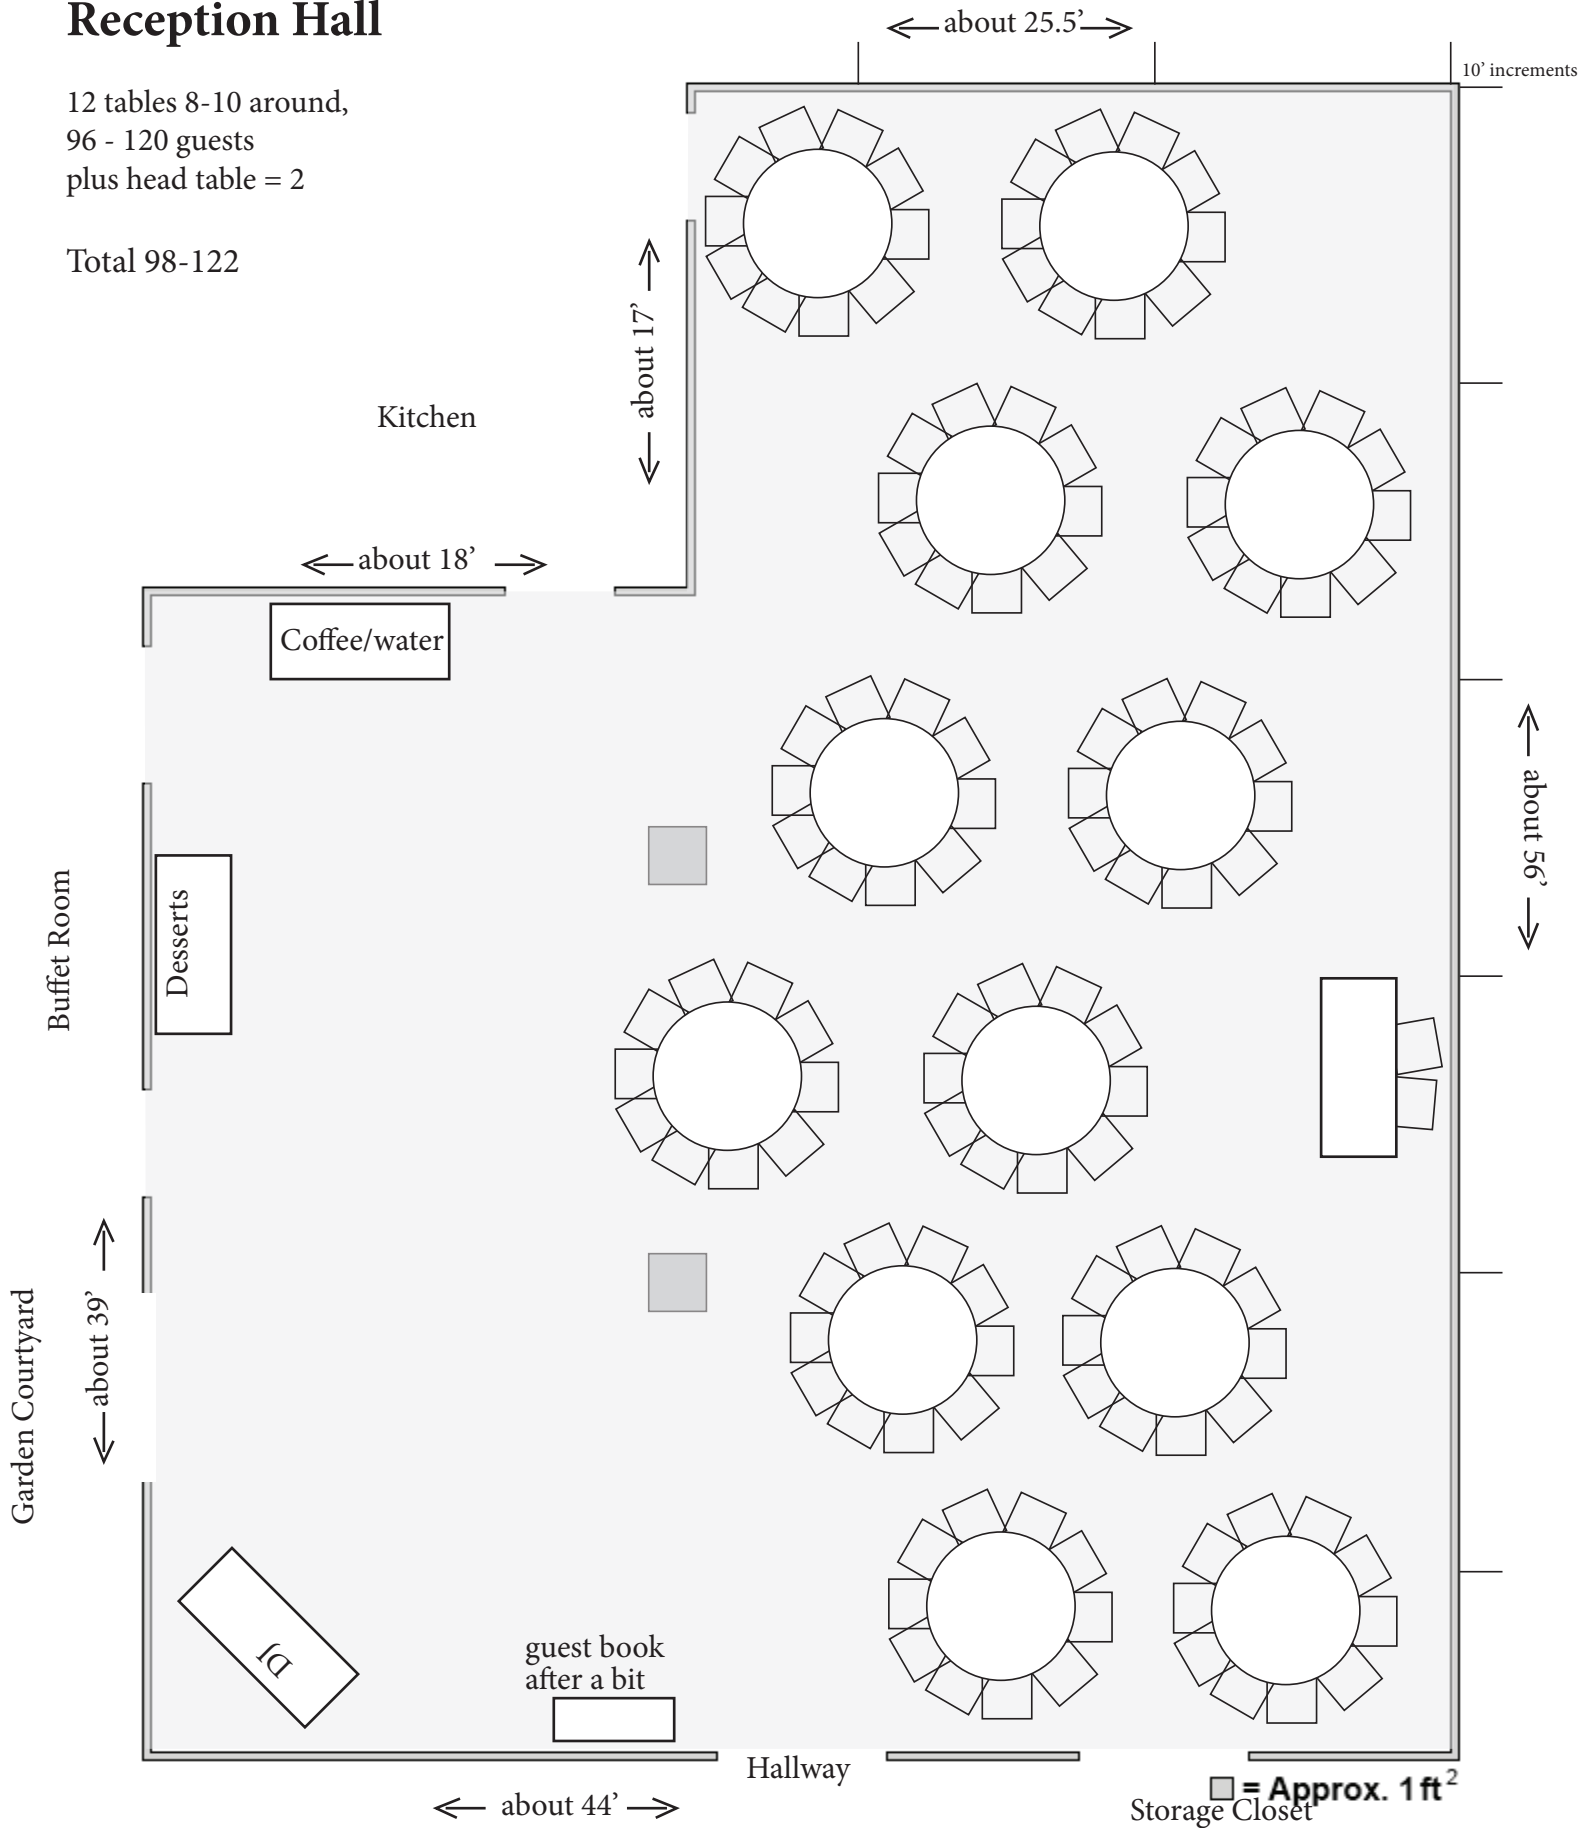 Reception Hall
about 25.5’
10’ increments
12 tables 8-10 around,
96 - 120 guests
plus head table = 2
Total 98-122
about 17’
Kitchen
about 18’
Coffee/water
about 56’
Buffet Room
Desserts
Garden Courtyard
about 39’
DJ
guest book
after a bit
Hallway
= Approx. 1 ft 2
Storage Closet
about 44’